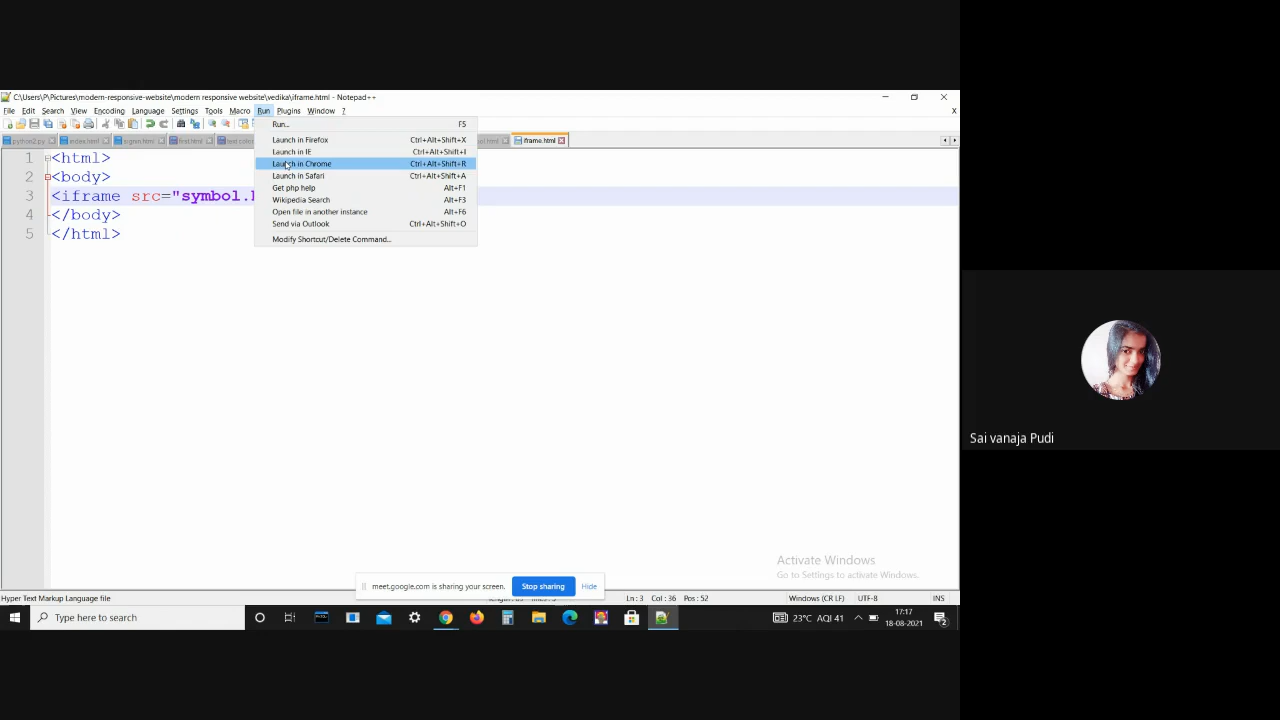 C:\Users\P\Pictures\modern-responsive-website\modern responsive website\vedika\iframe.html - Notepad++
File Edit Search View Encoding Language Settings Tools Macro Run Plugins Window ? X
Run... F5
python2.py index.html first.html iframe.html
Launch in Firefox Ctrl+Alt+Shift+X
Launch in IE Ctrl+Alt+Shift+I
Launch in Chrome Ctrl+Alt+Shift+R
Launch in Safari Ctrl+Alt+Shift+A
Get php help Alt+F1
Wikipedia Search Alt+F3
Open file in another instance Alt+F6
Send via Outlook Ctrl+Alt+Shift+O
Modify Shortcut/Delete Command...
1 <html>
2 <body>
3 <iframe src="symbol.
4 </body>
5 </html>
Sai vanaja Pudi
Activate Windows
Go to Settings to activate Windows.
meet.google.com is sharing your screen. Stop sharing Hide
Hyper Text Markup Language file Ln : 3 Col : 36 Pos : 52 Windows (CR LF) UTF-8 INS
Type here to search 23°C AQI 41 17:17
18-08-2021 2